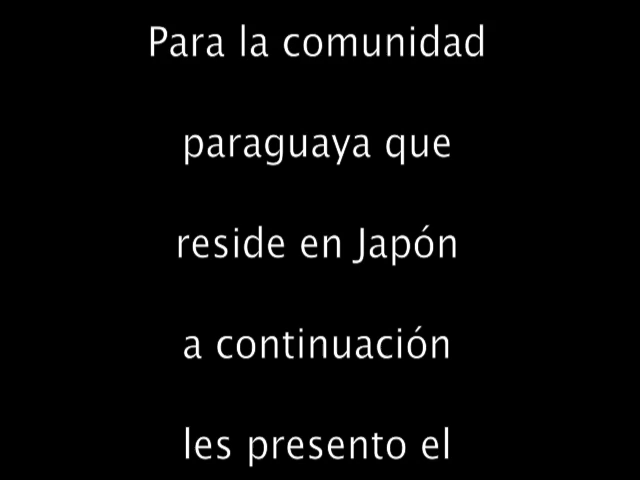 Para la comunidad
paraguaya que
reside en Japón
a continuación
les presento el